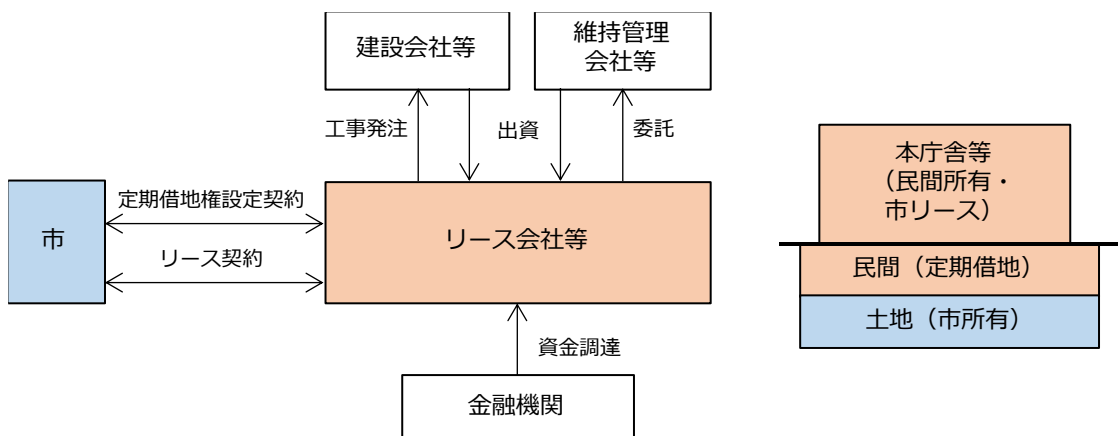 建設会社等
維持管理
会社等
工事発注
出資
委託
市
定期借地権設定契約
リース契約
リース会社等
資金調達
金融機関
本庁舎等
（民間所有・
市リース）
民間（定期借地）
土地（市所有）